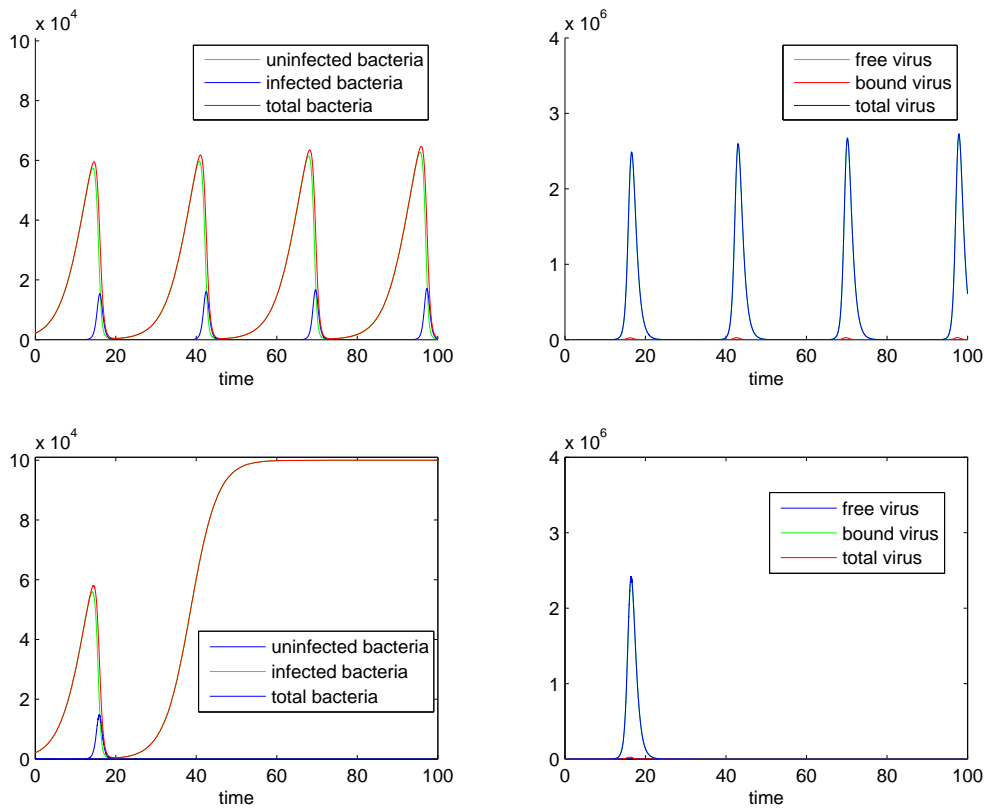 x 10^4
10
8
6
4
2
0
0 20 40 60 80 100
time
uninfected bacteria
infected bacteria
total bacteria
x 10^6
4
3
2
1
0
0 20 40 60 80 100
time
free virus
bound virus
total virus
x 10^4
10
8
6
4
2
0
0 20 40 60 80 100
time
uninfected bacteria
infected bacteria
total bacteria
x 10^6
4
3
2
1
0
0 20 40 60 80 100
time
free virus
bound virus
total virus